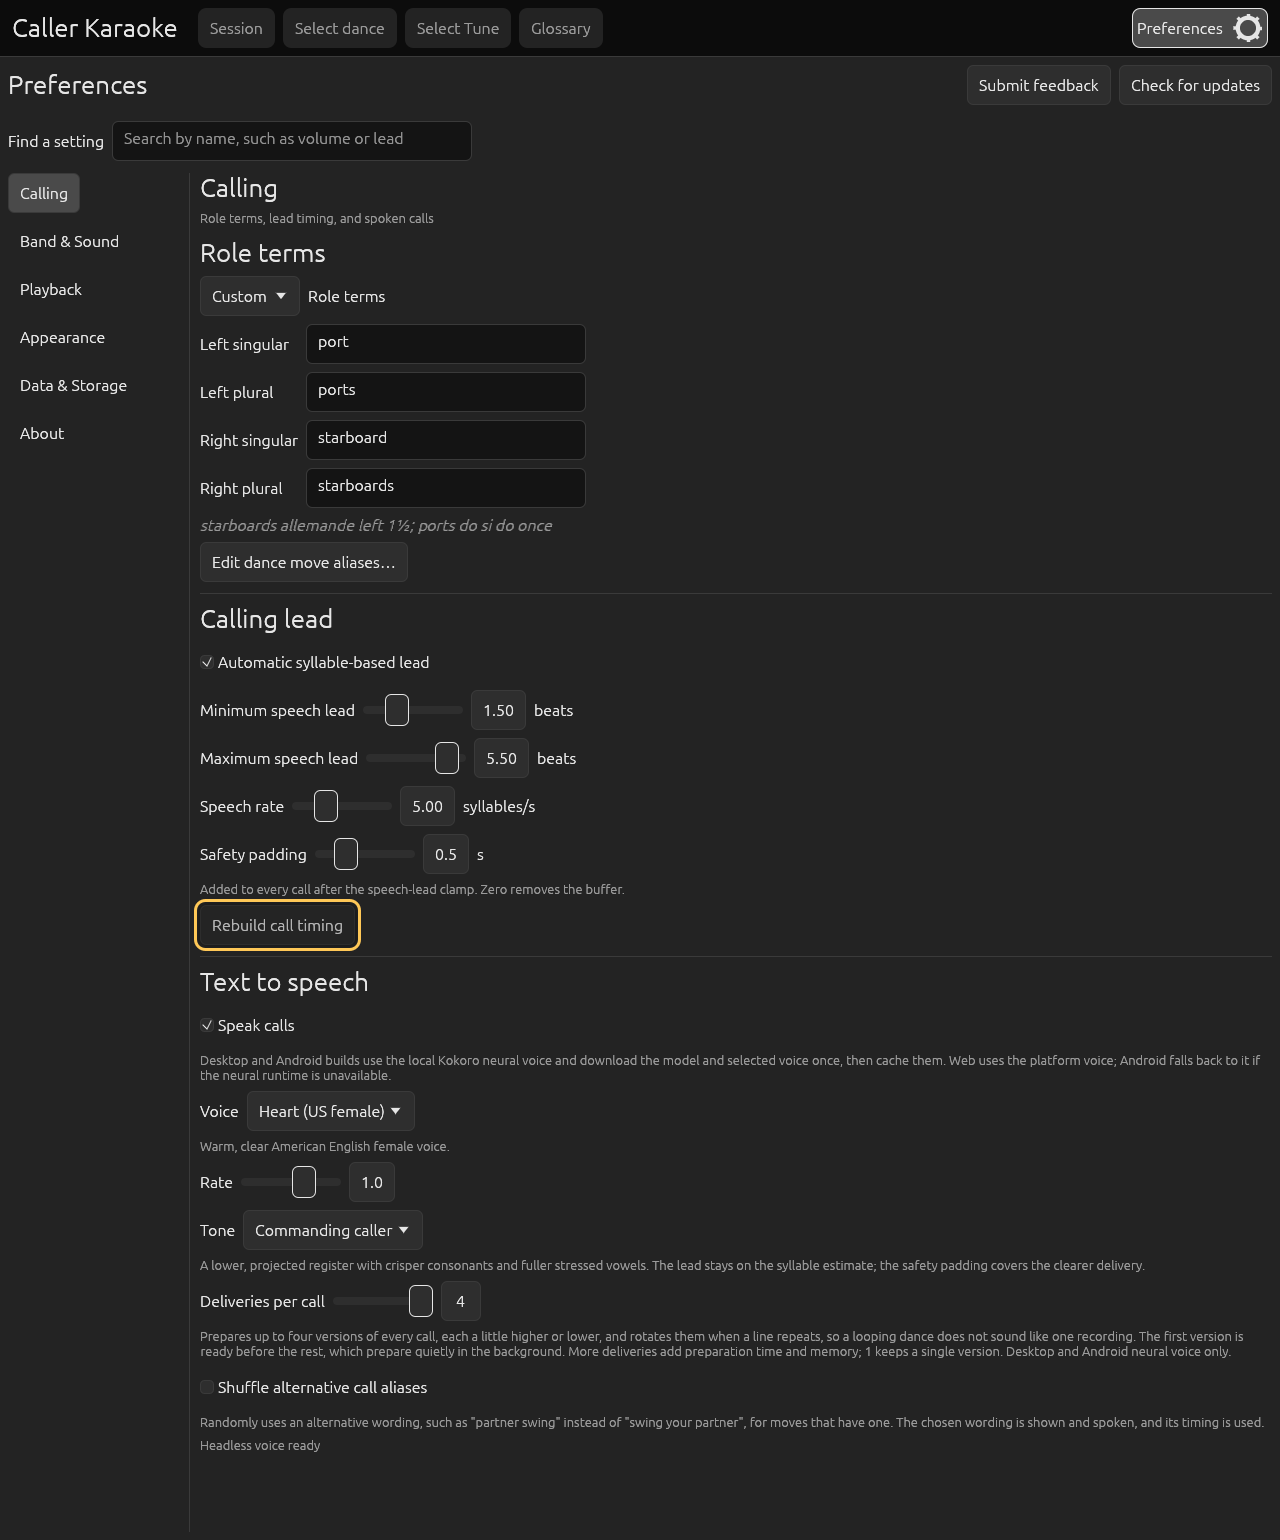 Caller Karaoke
Session
Select dance
Select Tune
Glossary
Preferences
Preferences
Submit feedback
Check for updates
Find a setting
Search by name, such as volume or lead
Calling
Band & Sound
Playback
Appearance
Data & Storage
About
Calling
Role terms, lead timing, and spoken calls
Role terms
Custom
Role terms
Left singular
port
Left plural
ports
Right singular
starboard
Right plural
starboards
starboards allemande left 1½; ports do si do once
Edit dance move aliases…
Calling lead
Automatic syllable-based lead
Minimum speech lead
1.50
beats
Maximum speech lead
5.50
beats
Speech rate
5.00
syllables/s
Safety padding
0.5
s
Added to every call after the speech-lead clamp. Zero removes the buffer.
Rebuild call timing
Text to speech
Speak calls
Desktop and Android builds use the local Kokoro neural voice and download the model and selected voice once, then cache them. Web uses the platform voice; Android falls back to it if
the neural runtime is unavailable.
Voice
Heart (US female)
Warm, clear American English female voice.
Rate
1.0
Tone
Commanding caller
A lower, projected register with crisper consonants and fuller stressed vowels. The lead stays on the syllable estimate; the safety padding covers the clearer delivery.
Deliveries per call
4
Prepares up to four versions of every call, each a little higher or lower, and rotates them when a line repeats, so a looping dance does not sound like one recording. The first version is
ready before the rest, which prepare quietly in the background. More deliveries add preparation time and memory; 1 keeps a single version. Desktop and Android neural voice only.
Shuffle alternative call aliases
Randomly uses an alternative wording, such as "partner swing" instead of "swing your partner", for moves that have one. The chosen wording is shown and spoken, and its timing is used.
Headless voice ready